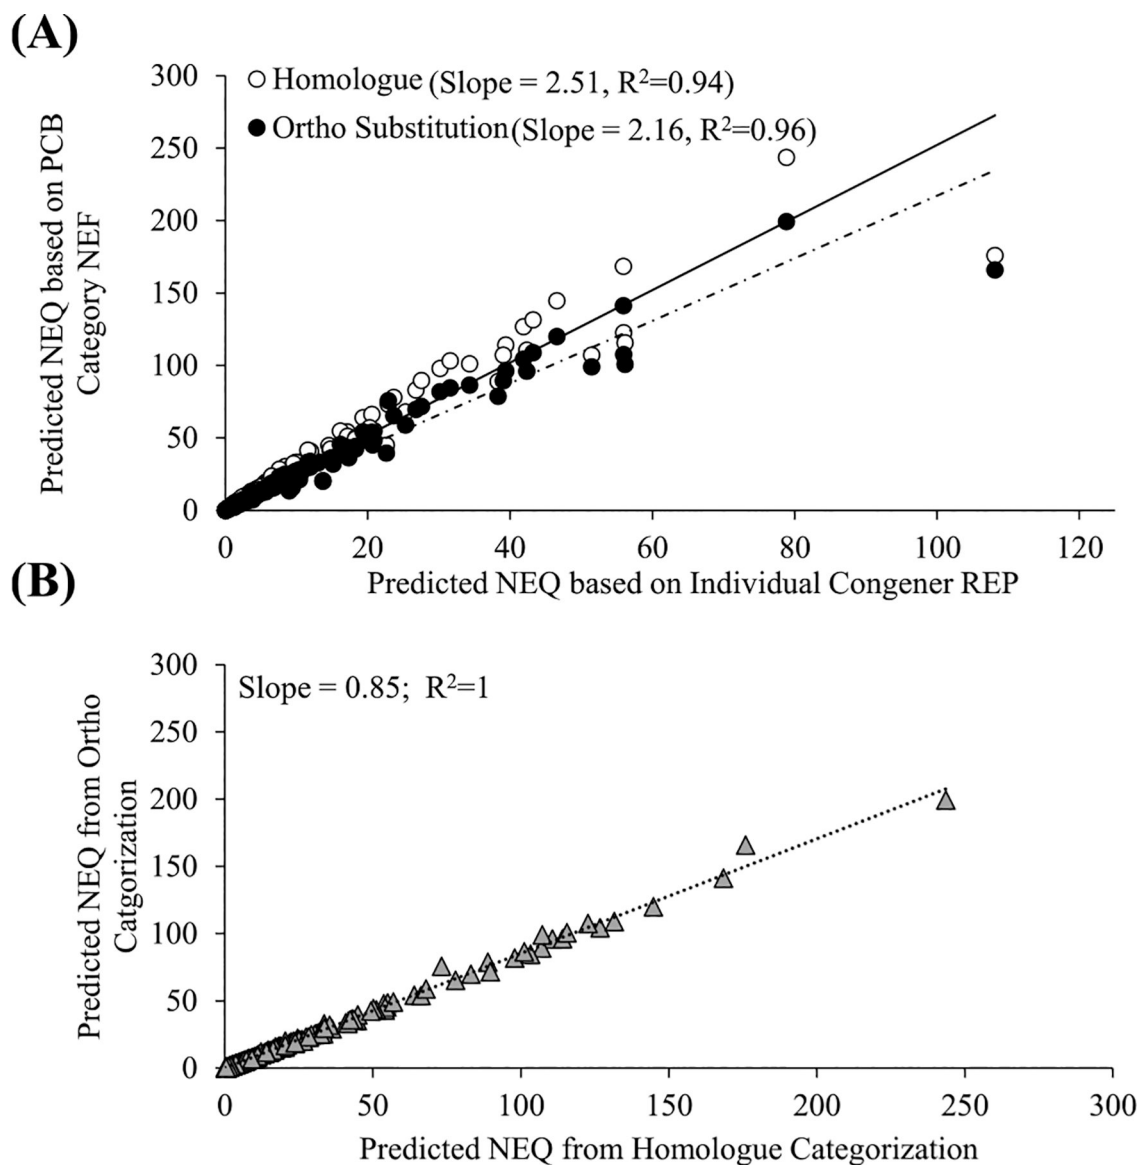 (A)
300
250
200
150
100
50
0
Homologue (Slope = 2.51, R²=0.94)
Ortho Substitution (Slope = 2.16, R²=0.96)
Predicted NEQ based on PCB
Category NEF
0 20 40 60 80 100 120
Predicted NEQ based on Individual Congener REP
(B)
300
250
200
150
100
50
0
Slope = 0.85; R²=1
Predicted NEQ from Ortho
Catgorization
0 50 100 150 200 250 300
Predicted NEQ from Homologue Categorization